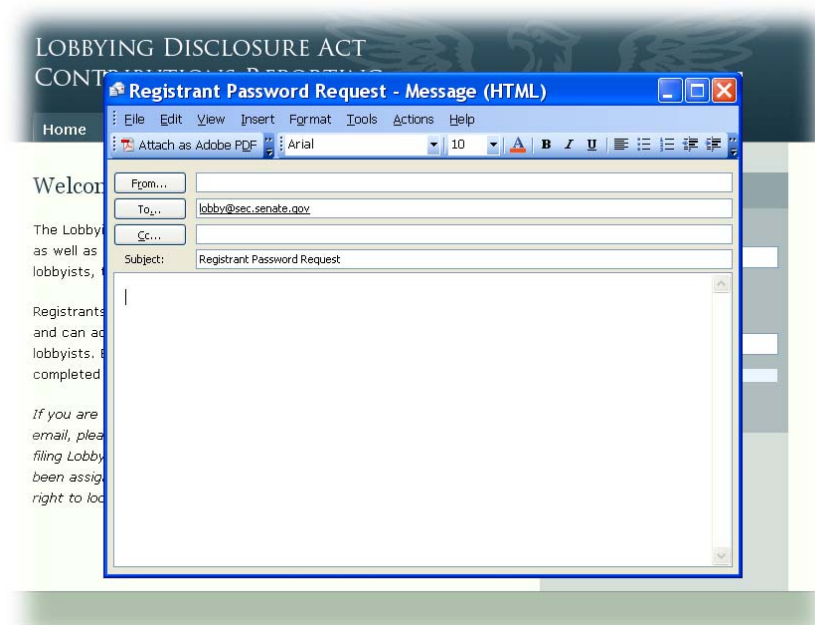 LOBBYING DISCLOSURE ACT
CONTRIBUTIONS REPORTING
Registrant Password Request - Message (HTML)
File Edit View Insert Format Tools Actions Help
Home
Attach as Adobe PDF Arial 10 A B I U
Welcom
From...
To...
lobby@sec.senate.gov
Cc...
Subject: Registrant Password Request
The Lobbyi
as well as
lobbyists,
Registrants
and can ac
lobbyists.
completed
If you are
email, plea
filing Lobby
been assig
right to loc